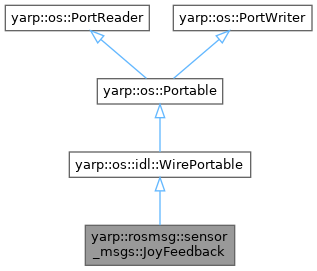 yarp::os::PortReader
yarp::os::PortWriter
yarp::os::Portable
yarp::os::idl::WirePortable
yarp::rosmsg::sensor
_msgs::JoyFeedback